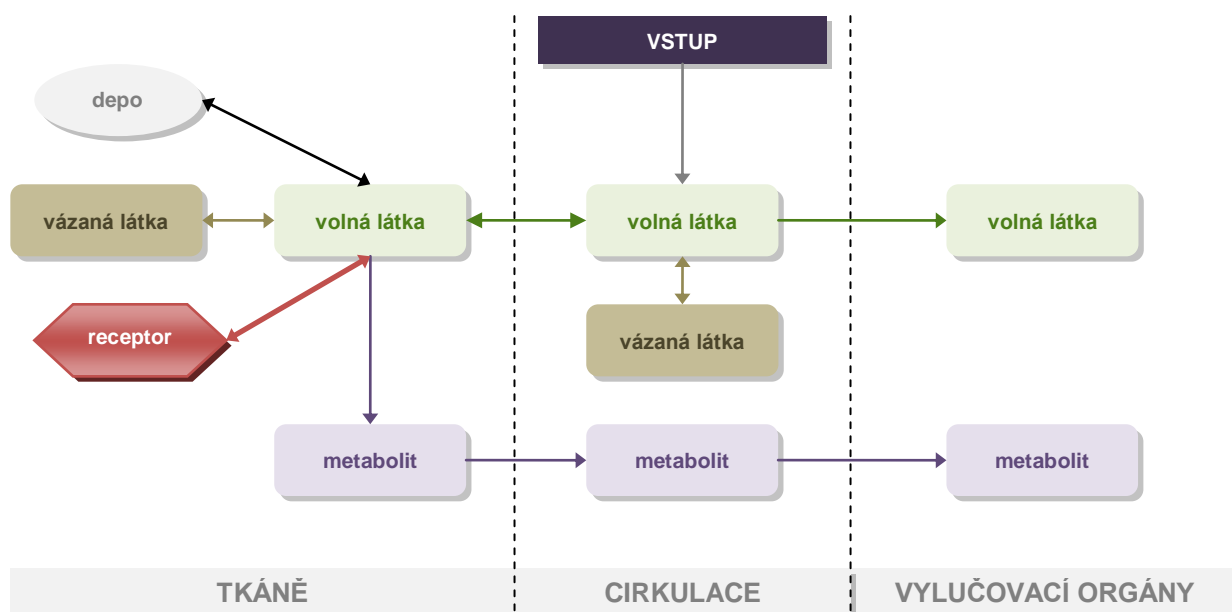 VSTUP
depo
vázaná látka
volná látka
volná látka
volná látka
receptor
vázaná látka
metabolit
metabolit
metabolit
TKÁNĚ
CIRKULACE
VYLUČOVACÍ ORGÁNY